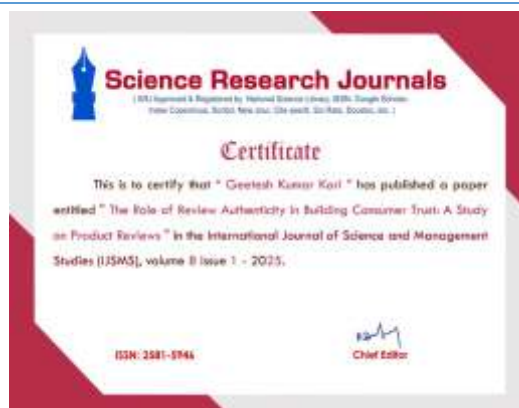 Science Research Journals
Certificate
This is to certify that " Geetesh Kumar Kori " has published a paper
entitled " The Role of Review Authenticity in Building Consumer Trust: A Study
on Product Reviews " in the International Journal of Science and Management
Studies (IJSMS), volume 8 Issue 1 - 2025.
ISSN: 2581-5946
Chief Editor